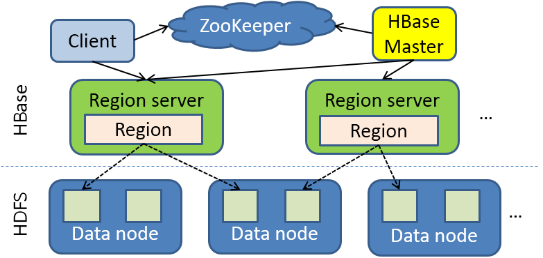 ZooKeeper
Client
HBase
Master
HBase
Region server
Region
Region server
Region
...
HDFS
Data node
Data node
Data node
...